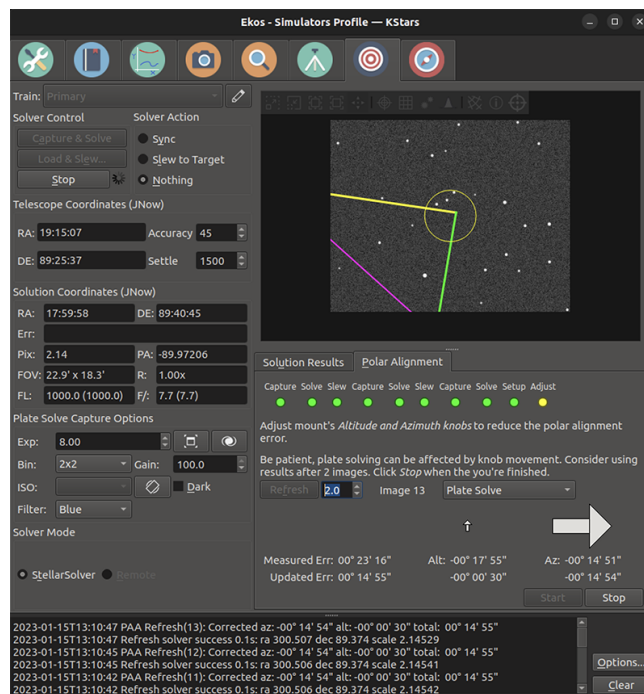 Ekos - Simulators Profile — KStars
Train: Primary
Solver Control Solver Action
Capture & Solve Sync
Load & Slew... Slew to Target
Stop Nothing
Telescope Coordinates (JNow)
RA: 19:15:07 Accuracy 45
DE: 89:25:37 Settle 1500
Solution Coordinates (JNow)
RA: 17:59:58 DE: 89:40:45
Err:
Pix: 2.14 PA: -89.97206
FOV: 22.9' x 18.3' R: 1.00x
FL: 1000.0 (1000.0) F/: 7.7 (7.7)
Plate Solve Capture Options
Exp: 8.00
Bin: 2x2 Gain: 100.0
ISO: Dark
Filter: Blue
Solver Mode
StellarSolver Remote
Solution Results Polar Alignment
Capture Solve Slew Capture Solve Slew Capture Solve Setup Adjust
Adjust mount's Altitude and Azimuth knobs to reduce the polar alignment
error.
Be patient, plate solving can be affected by knob movement. Consider using
results after 2 images. Click Stop when the you're finished.
Refresh 2.0 Image 13 Plate Solve
Measured Err: 00° 23' 16" Alt: -00° 17' 55" Az: -00° 14' 51"
Updated Err: 00° 14' 55" -00° 00' 30" -00° 14' 54"
Start Stop
2023-01-15T13:10:47 PAA Refresh(13): Corrected az: -00° 14' 54" alt: -00° 00' 30" total: 00° 14' 55"
2023-01-15T13:10:47 Refresh solver success 0.1s: ra 300.507 dec 89.374 scale 2.14529
2023-01-15T13:10:45 PAA Refresh(12): Corrected az: -00° 14' 54" alt: -00° 00' 30" total: 00° 14' 55"
2023-01-15T13:10:45 Refresh solver success 0.1s: ra 300.506 dec 89.374 scale 2.14541
2023-01-15T13:10:42 PAA Refresh(11): Corrected az: -00° 14' 54" alt: -00° 00' 30" total: 00° 14' 55"
2023-01-15T13:10:42 Refresh solver success 0.1s: ra 300.506 dec 89.374 scale 2.14542
Options...
Clear